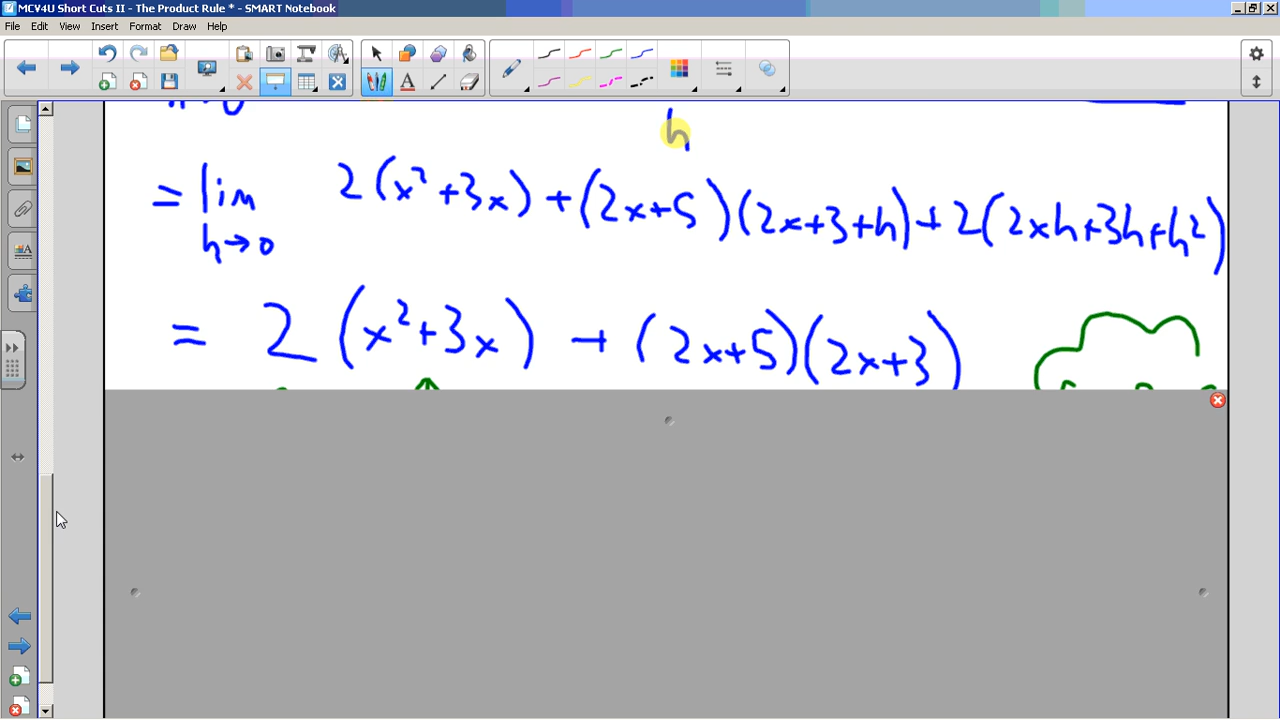 MCV4U Short Cuts II - The Product Rule * - SMART Notebook
File Edit View Insert Format Draw Help
h
= lim 2(x²+3x)+(2x+5)(2x+3+h)+2(2xh+3h+h²)
h→0
= 2(x²+3x)+(2x+5)(2x+3)